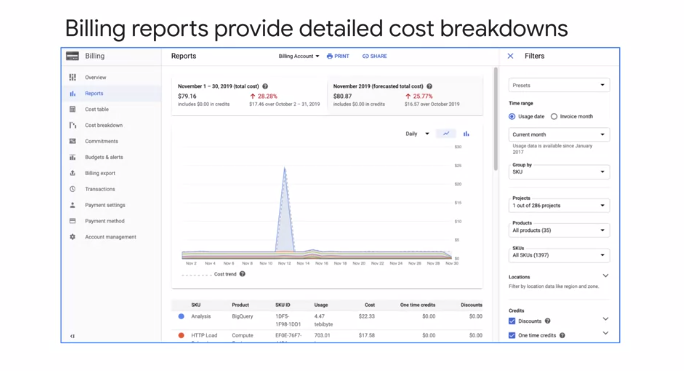 Billing reports provide detailed cost breakdowns
Billing
Overview
Reports
Cost table
Cost breakdown
Commitments
Budgets & alerts
Billing export
Transactions
Payment settings
Payment method
Account management
Reports
Billing Account
PRINT
SHARE
November 1 – 30, 2019 (total cost)
$79.16
28.28%
includes $0.00 in credits
$17.46 over October 2 – 31, 2019
November 2019 (forecasted total cost)
$80.87
25.77%
includes $0.00 in credits
$16.57 over October 2019
Daily
$30
$25
$20
$15
$10
$5
$0
Nov 2 Nov 4 Nov 6 Nov 8 Nov 10 Nov 12 Nov 14 Nov 16 Nov 18 Nov 20 Nov 22 Nov 24 Nov 26 Nov 28 Nov 30
Cost trend
SKU Product SKU ID Usage Cost One time credits Discounts
Analysis BigQuery 1DF5- 4.47 $22.33 $0.00 $0.00
1F98-1DD1 tebibyte
HTTP Load Compute EF0E-76F7- 703.01 $17.58 $0.00 $0.00
Filters
Presets
Time range
Usage date
Invoice month
Current month
Usage data is available since January
2017
Group by
SKU
Projects
1 out of 286 projects
Products
All products (35)
SKUs
All SKUs (1397)
Locations
Filter by location data like region and zone.
Credits
Discounts
One time credits